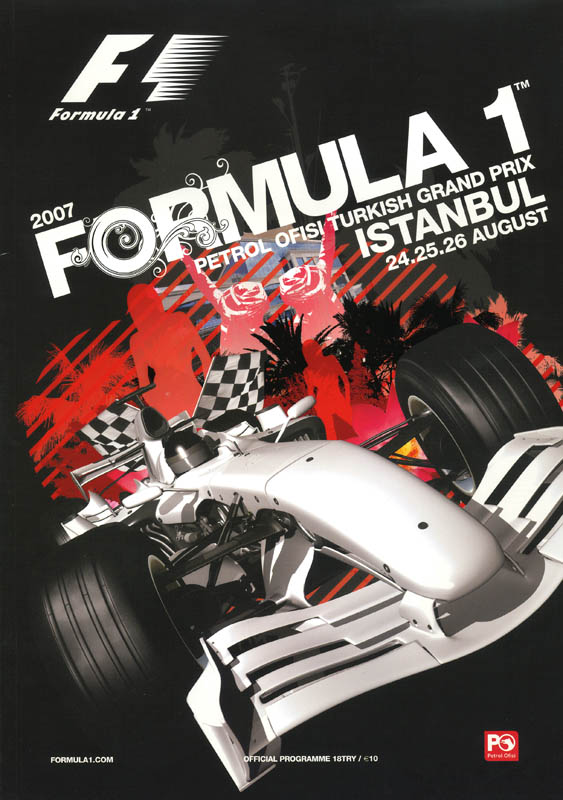 F1
Formula 1 ™
2007
FORMULA 1™
PETROL OFISI TURKISH GRAND PRIX
ISTANBUL
24.25.26 AUGUST
FORMULA1.COM
OFFICIAL PROGRAMME 18TRY / €10
PO
Petrol Ofisi